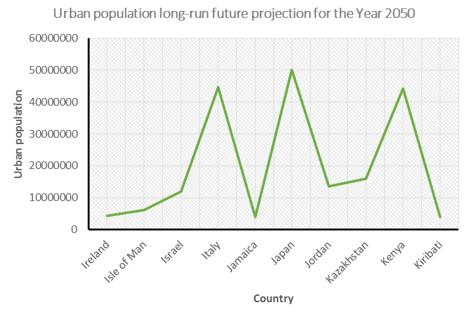 Urban population long-run future projection for the Year 2050
60000000
50000000
40000000
30000000
20000000
10000000
0
Urban population
Ireland
Isle of Man
Israel
Italy
Jamaica
Japan
Jordan
Kazakhstan
Kenya
Kiribati
Country